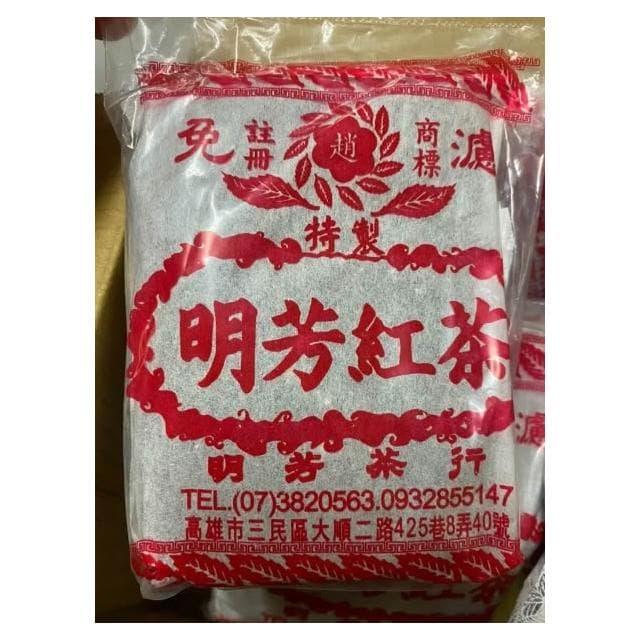 免 註冊 趙 商標 濾
特製
明芳紅茶
明芳茶行
TEL.(07)3820563.0932855147
高雄市三民區大順二路425巷8弄40號
濾